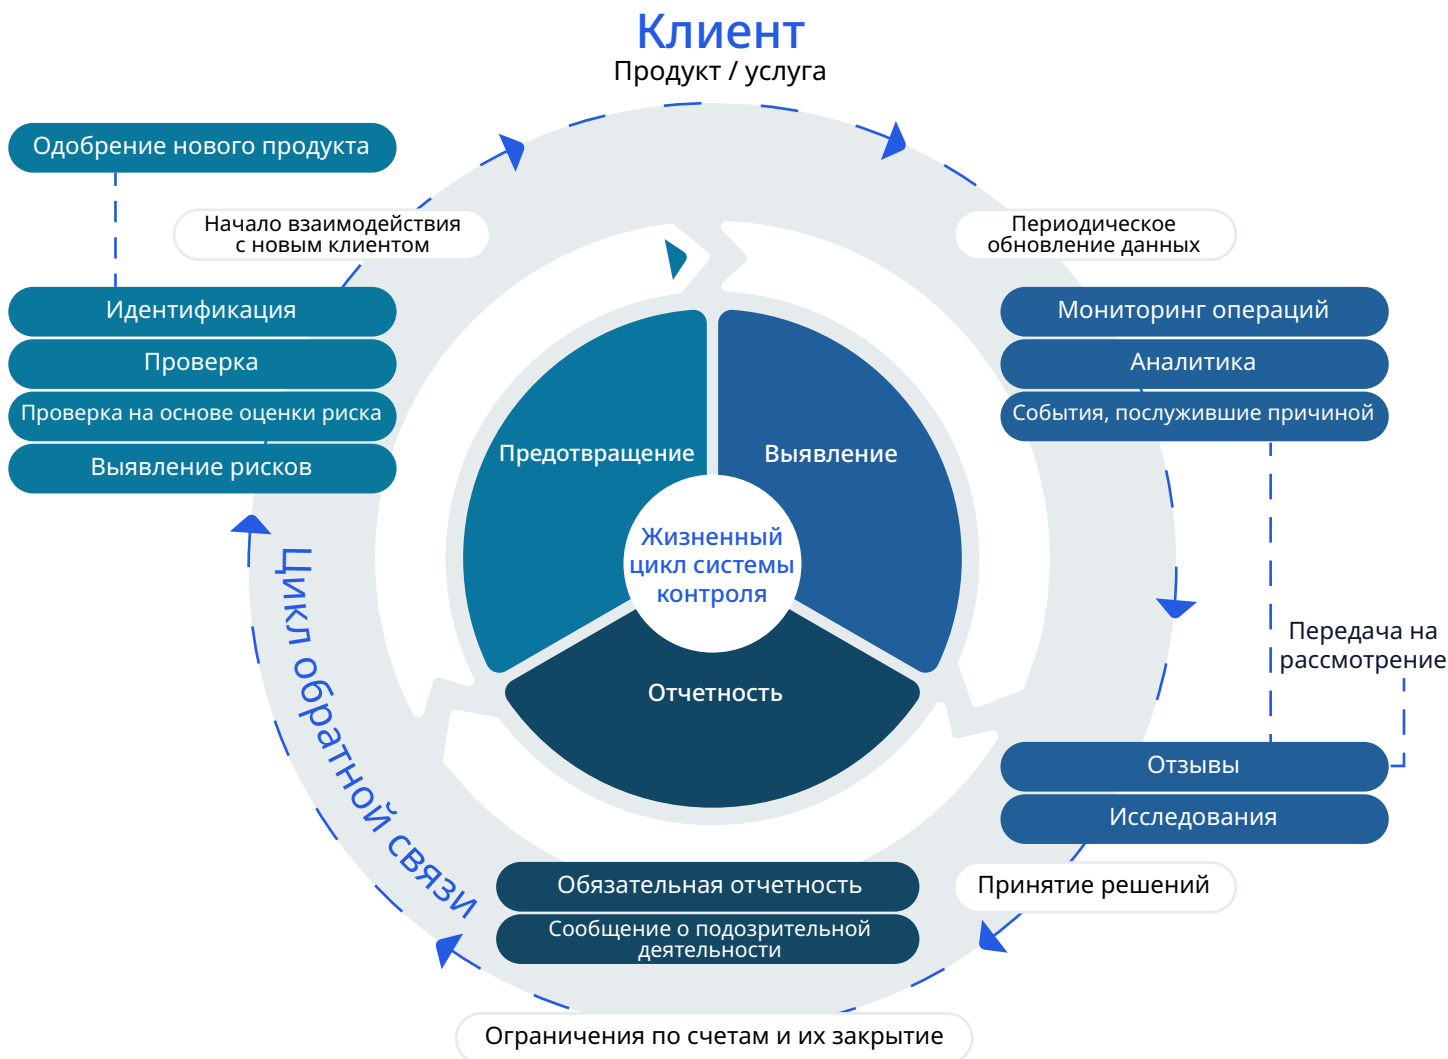 Клиент
Продукт / услуга
Одобрение нового продукта
Начало взаимодействия
с новым клиентом
Периодическое
обновление данных
Идентификация
Проверка
Проверка на основе оценки риска
Выявление рисков
Мониторинг операций
Аналитика
События, послужившие причиной
Предотвращение
Выявление
Жизненный
цикл системы
контроля
Отчетность
Цикл обратной связи
Передача на
рассмотрение
Отзывы
Исследования
Принятие решений
Обязательная отчетность
Сообщение о подозрительной
деятельности
Ограничения по счетам и их закрытие